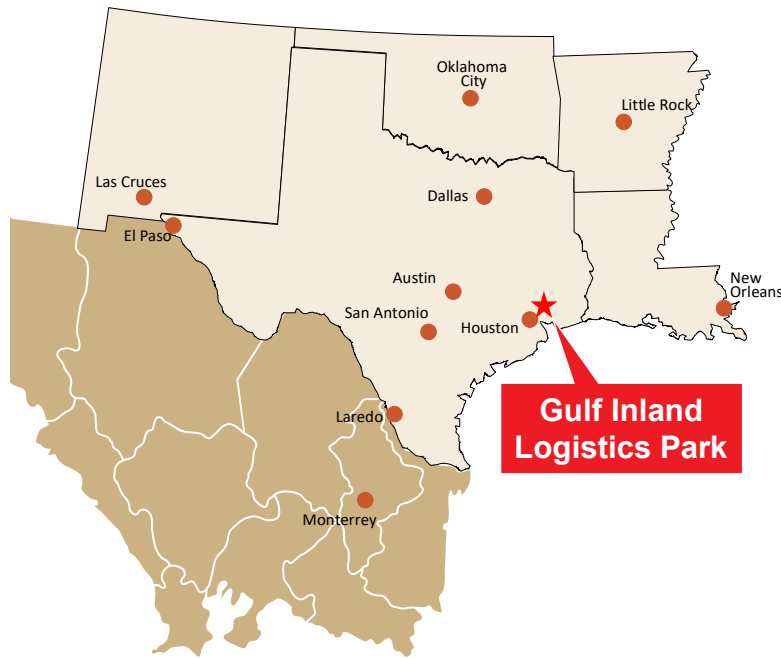 Oklahoma
City
Little Rock
Las Cruces
Dallas
El Paso
Austin
New
Orleans
San Antonio
Houston
Gulf Inland
Logistics Park
Laredo
Monterrey